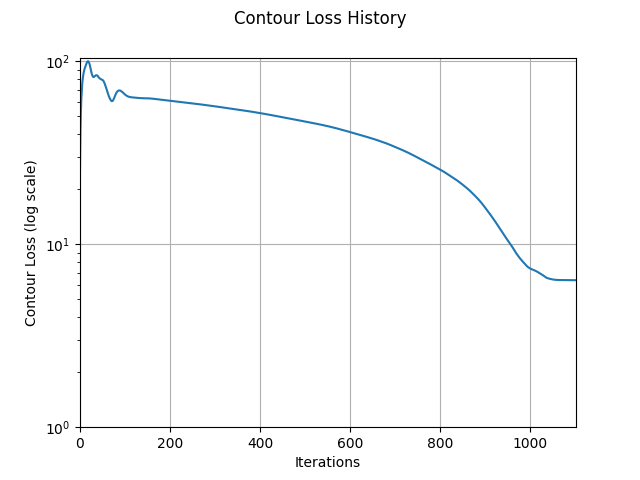 Contour Loss History
10²
10¹
10⁰
Contour Loss (log scale)
0 200 400 600 800 1000
Iterations